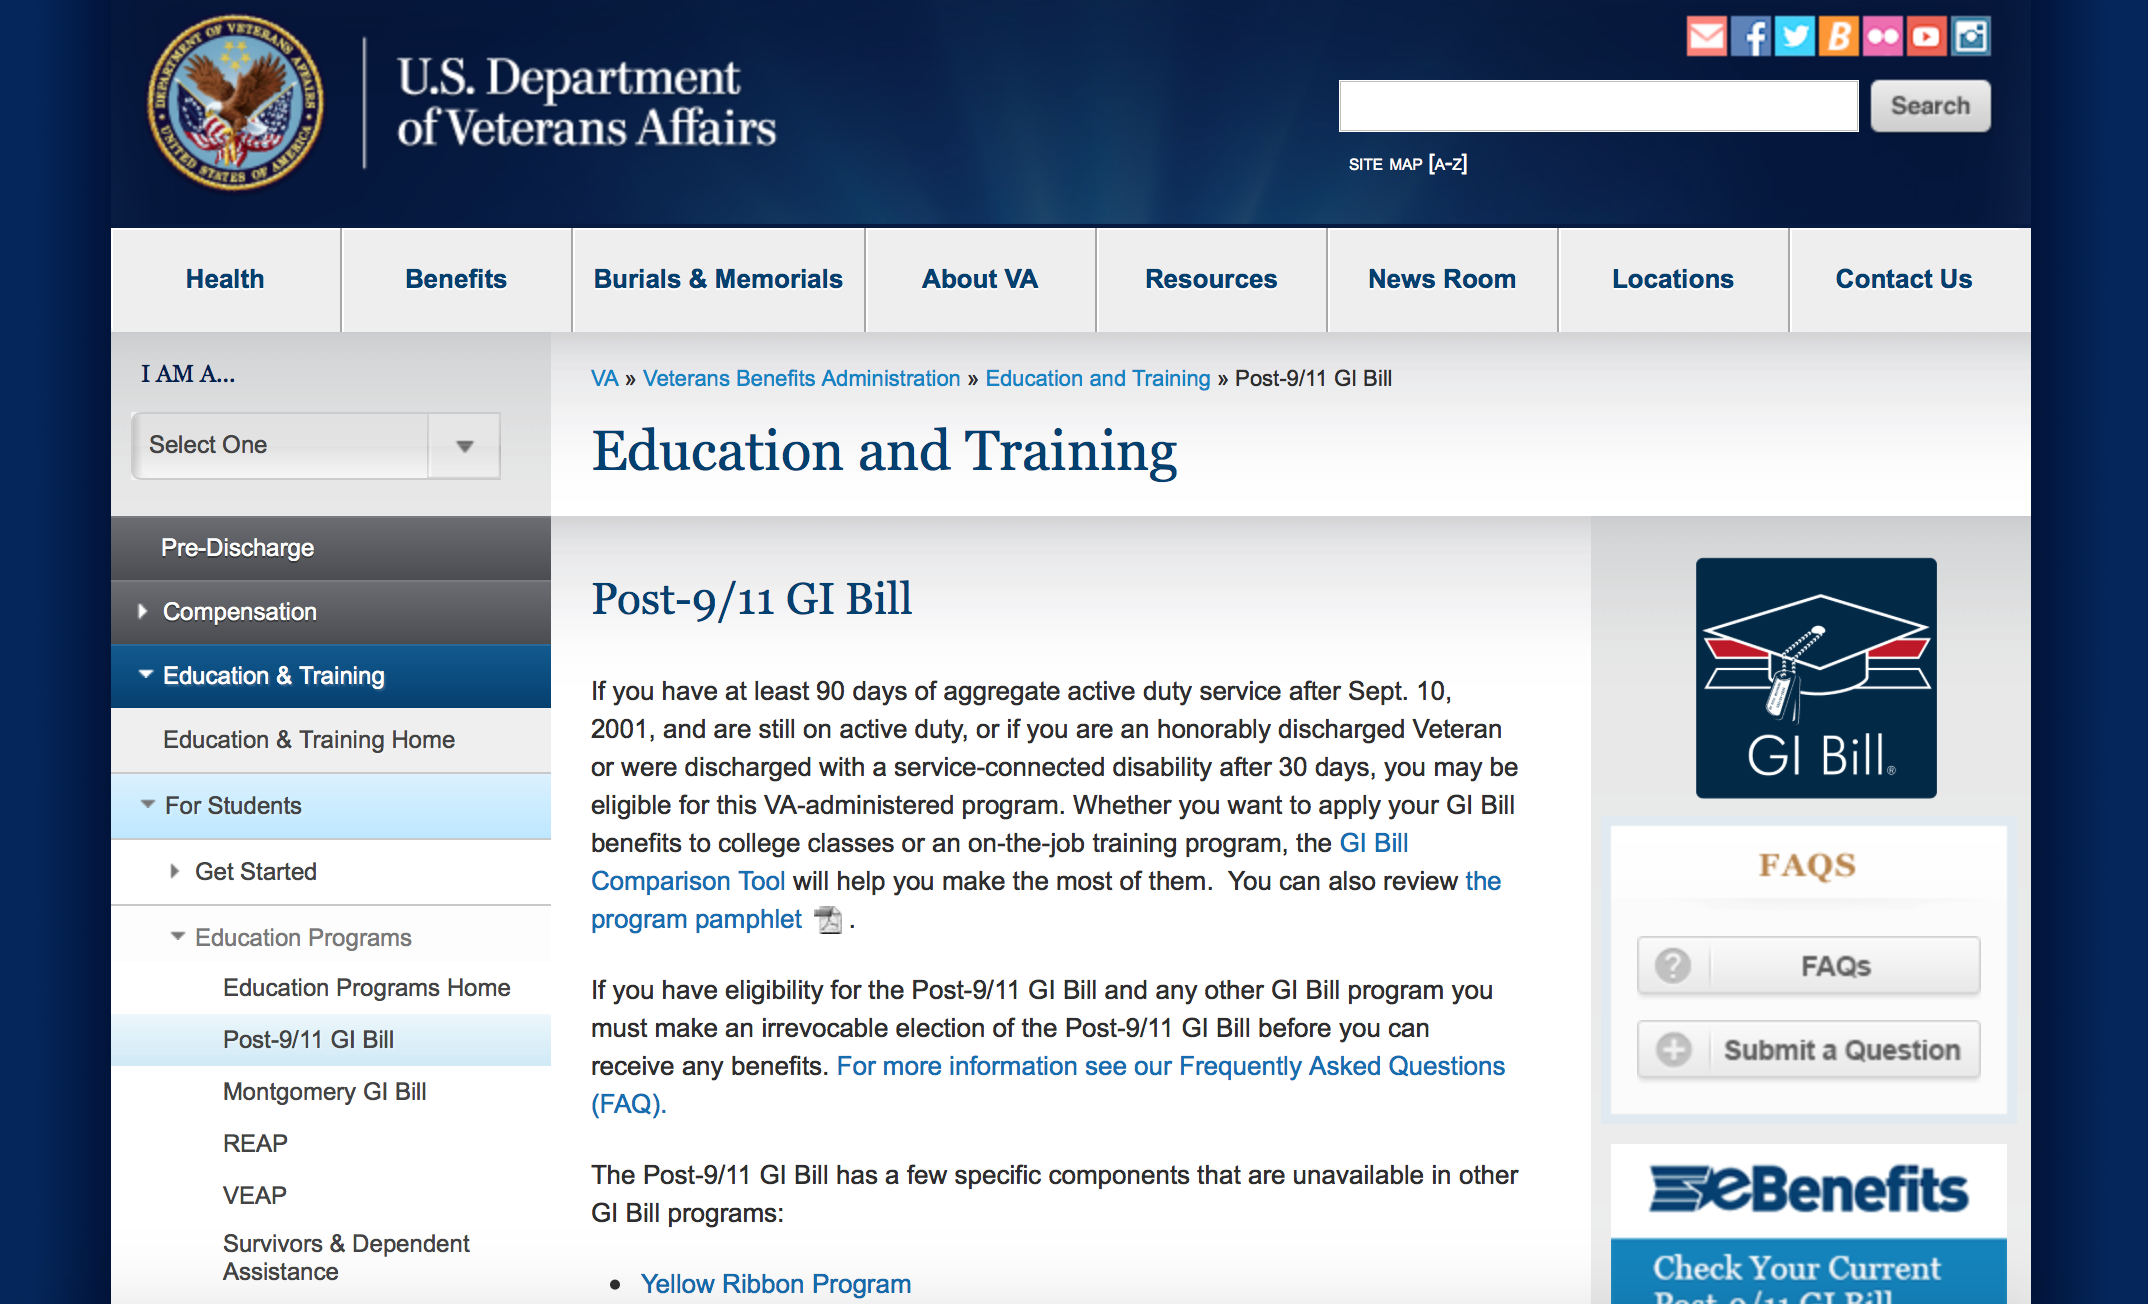 DEPARTMENT OF VETERANS AFFAIRS
UNITED STATES OF AMERICA
U.S. Department
of Veterans Affairs
Search
SITE MAP [A-Z]
Health
Benefits
Burials & Memorials
About VA
Resources
News Room
Locations
Contact Us
I AM A...
Select One
VA » Veterans Benefits Administration » Education and Training » Post-9/11 GI Bill
Education and Training
Pre-Discharge
Compensation
Education & Training
Education & Training Home
For Students
Get Started
Education Programs
Education Programs Home
Post-9/11 GI Bill
Montgomery GI Bill
REAP
VEAP
Survivors & Dependent
Assistance
Post-9/11 GI Bill
If you have at least 90 days of aggregate active duty service after Sept. 10,
2001, and are still on active duty, or if you are an honorably discharged Veteran
or were discharged with a service-connected disability after 30 days, you may be
eligible for this VA-administered program. Whether you want to apply your GI Bill
benefits to college classes or an on-the-job training program, the GI Bill
Comparison Tool will help you make the most of them.  You can also review the
program pamphlet .
If you have eligibility for the Post-9/11 GI Bill and any other GI Bill program you
must make an irrevocable election of the Post-9/11 GI Bill before you can
receive any benefits. For more information see our Frequently Asked Questions
(FAQ).
The Post-9/11 GI Bill has a few specific components that are unavailable in other
GI Bill programs:
• Yellow Ribbon Program
GI Bill®
FAQS
FAQs
Submit a Question
eBenefits
Check Your Current
Post-9/11 GI Bill